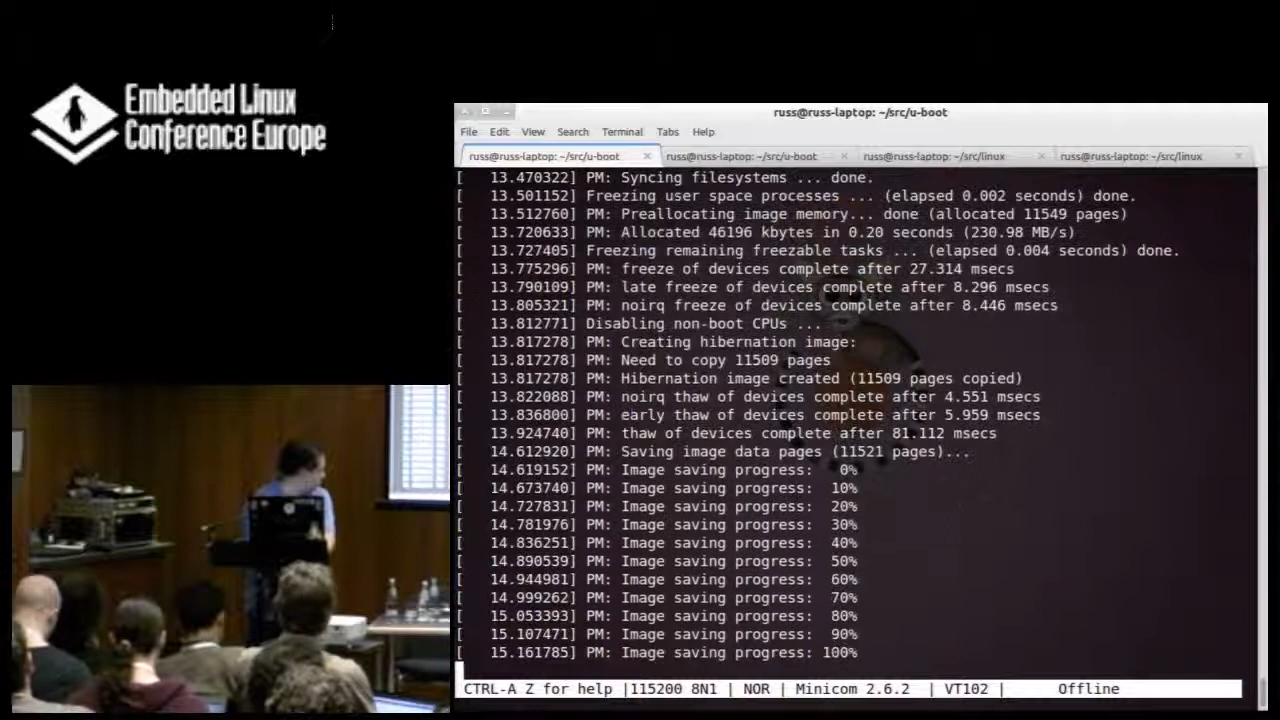 Embedded Linux
Conference Europe
russ@russ-laptop: ~/src/u-boot
File Edit View Search Terminal Tabs Help
russ@russ-laptop: ~/src/u-boot × russ@russ-laptop: ~/src/u-boot × russ@russ-laptop: ~/src/linux × russ@russ-laptop: ~/src/linux ×
[   13.470322] PM: Syncing filesystems ... done.
[   13.501152] Freezing user space processes ... (elapsed 0.002 seconds) done.
[   13.512760] PM: Preallocating image memory... done (allocated 11549 pages)
[   13.720633] PM: Allocated 46196 kbytes in 0.20 seconds (230.98 MB/s)
[   13.727405] Freezing remaining freezable tasks ... (elapsed 0.004 seconds) done.
[   13.775296] PM: freeze of devices complete after 27.314 msecs
[   13.790109] PM: late freeze of devices complete after 8.296 msecs
[   13.805321] PM: noirq freeze of devices complete after 8.446 msecs
[   13.812771] Disabling non-boot CPUs ...
[   13.817278] PM: Creating hibernation image:
[   13.817278] PM: Need to copy 11509 pages
[   13.817278] PM: Hibernation image created (11509 pages copied)
[   13.822088] PM: noirq thaw of devices complete after 4.551 msecs
[   13.836800] PM: early thaw of devices complete after 5.959 msecs
[   13.924740] PM: thaw of devices complete after 81.112 msecs
[   14.612920] PM: Saving image data pages (11521 pages)...
[   14.619152] PM: Image saving progress:   0%
[   14.673740] PM: Image saving progress:  10%
[   14.727831] PM: Image saving progress:  20%
[   14.781976] PM: Image saving progress:  30%
[   14.836251] PM: Image saving progress:  40%
[   14.890539] PM: Image saving progress:  50%
[   14.944981] PM: Image saving progress:  60%
[   14.999262] PM: Image saving progress:  70%
[   15.053393] PM: Image saving progress:  80%
[   15.107471] PM: Image saving progress:  90%
[   15.161785] PM: Image saving progress: 100%
CTRL-A Z for help |115200 8N1 | NOR | Minicom 2.6.2 | VT102 | Offline